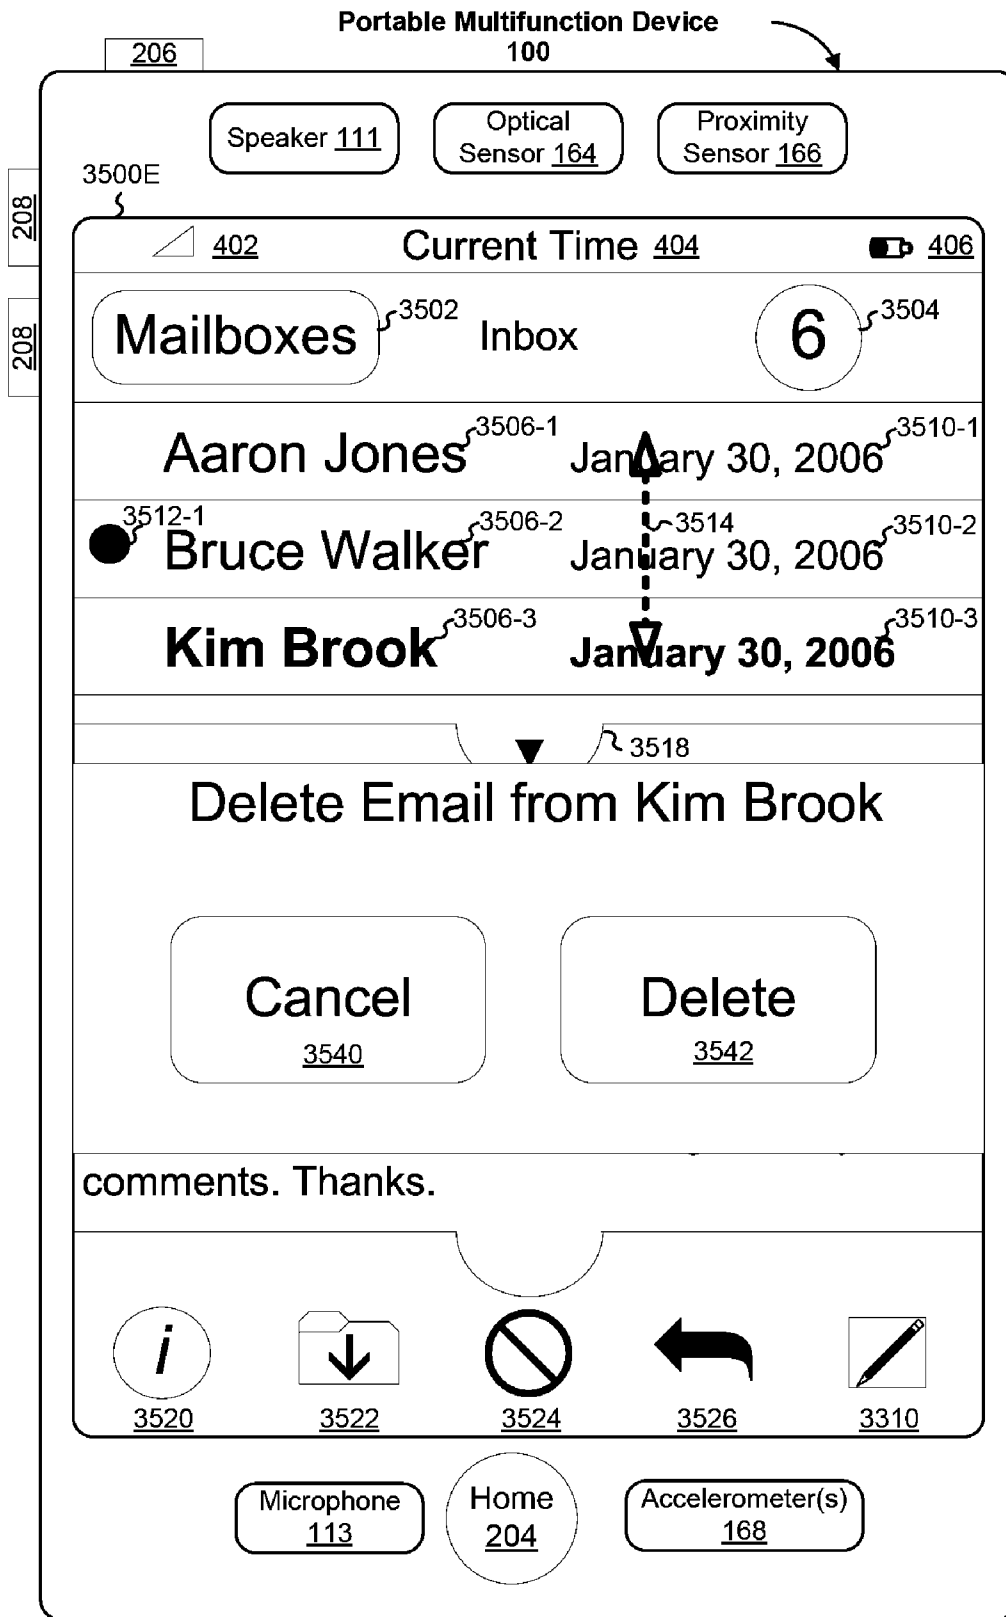 Portable Multifunction Device
100
206
Speaker 111
Optical
Sensor 164
Proximity
Sensor 166
208
208
3500E
402
Current Time 404
406
Mailboxes
3502
Inbox
6
3504
Aaron Jones
3506-1
January 30, 2006
3510-1
3512-1
Bruce Walker
3506-2
3514
January 30, 2006
3510-2
Kim Brook
3506-3
January 30, 2006
3510-3
3518
Delete Email from Kim Brook
Cancel
3540
Delete
3542
comments. Thanks.
i
3520
3522
3524
3526
3310
Microphone
113
Home
204
Accelerometer(s)
168